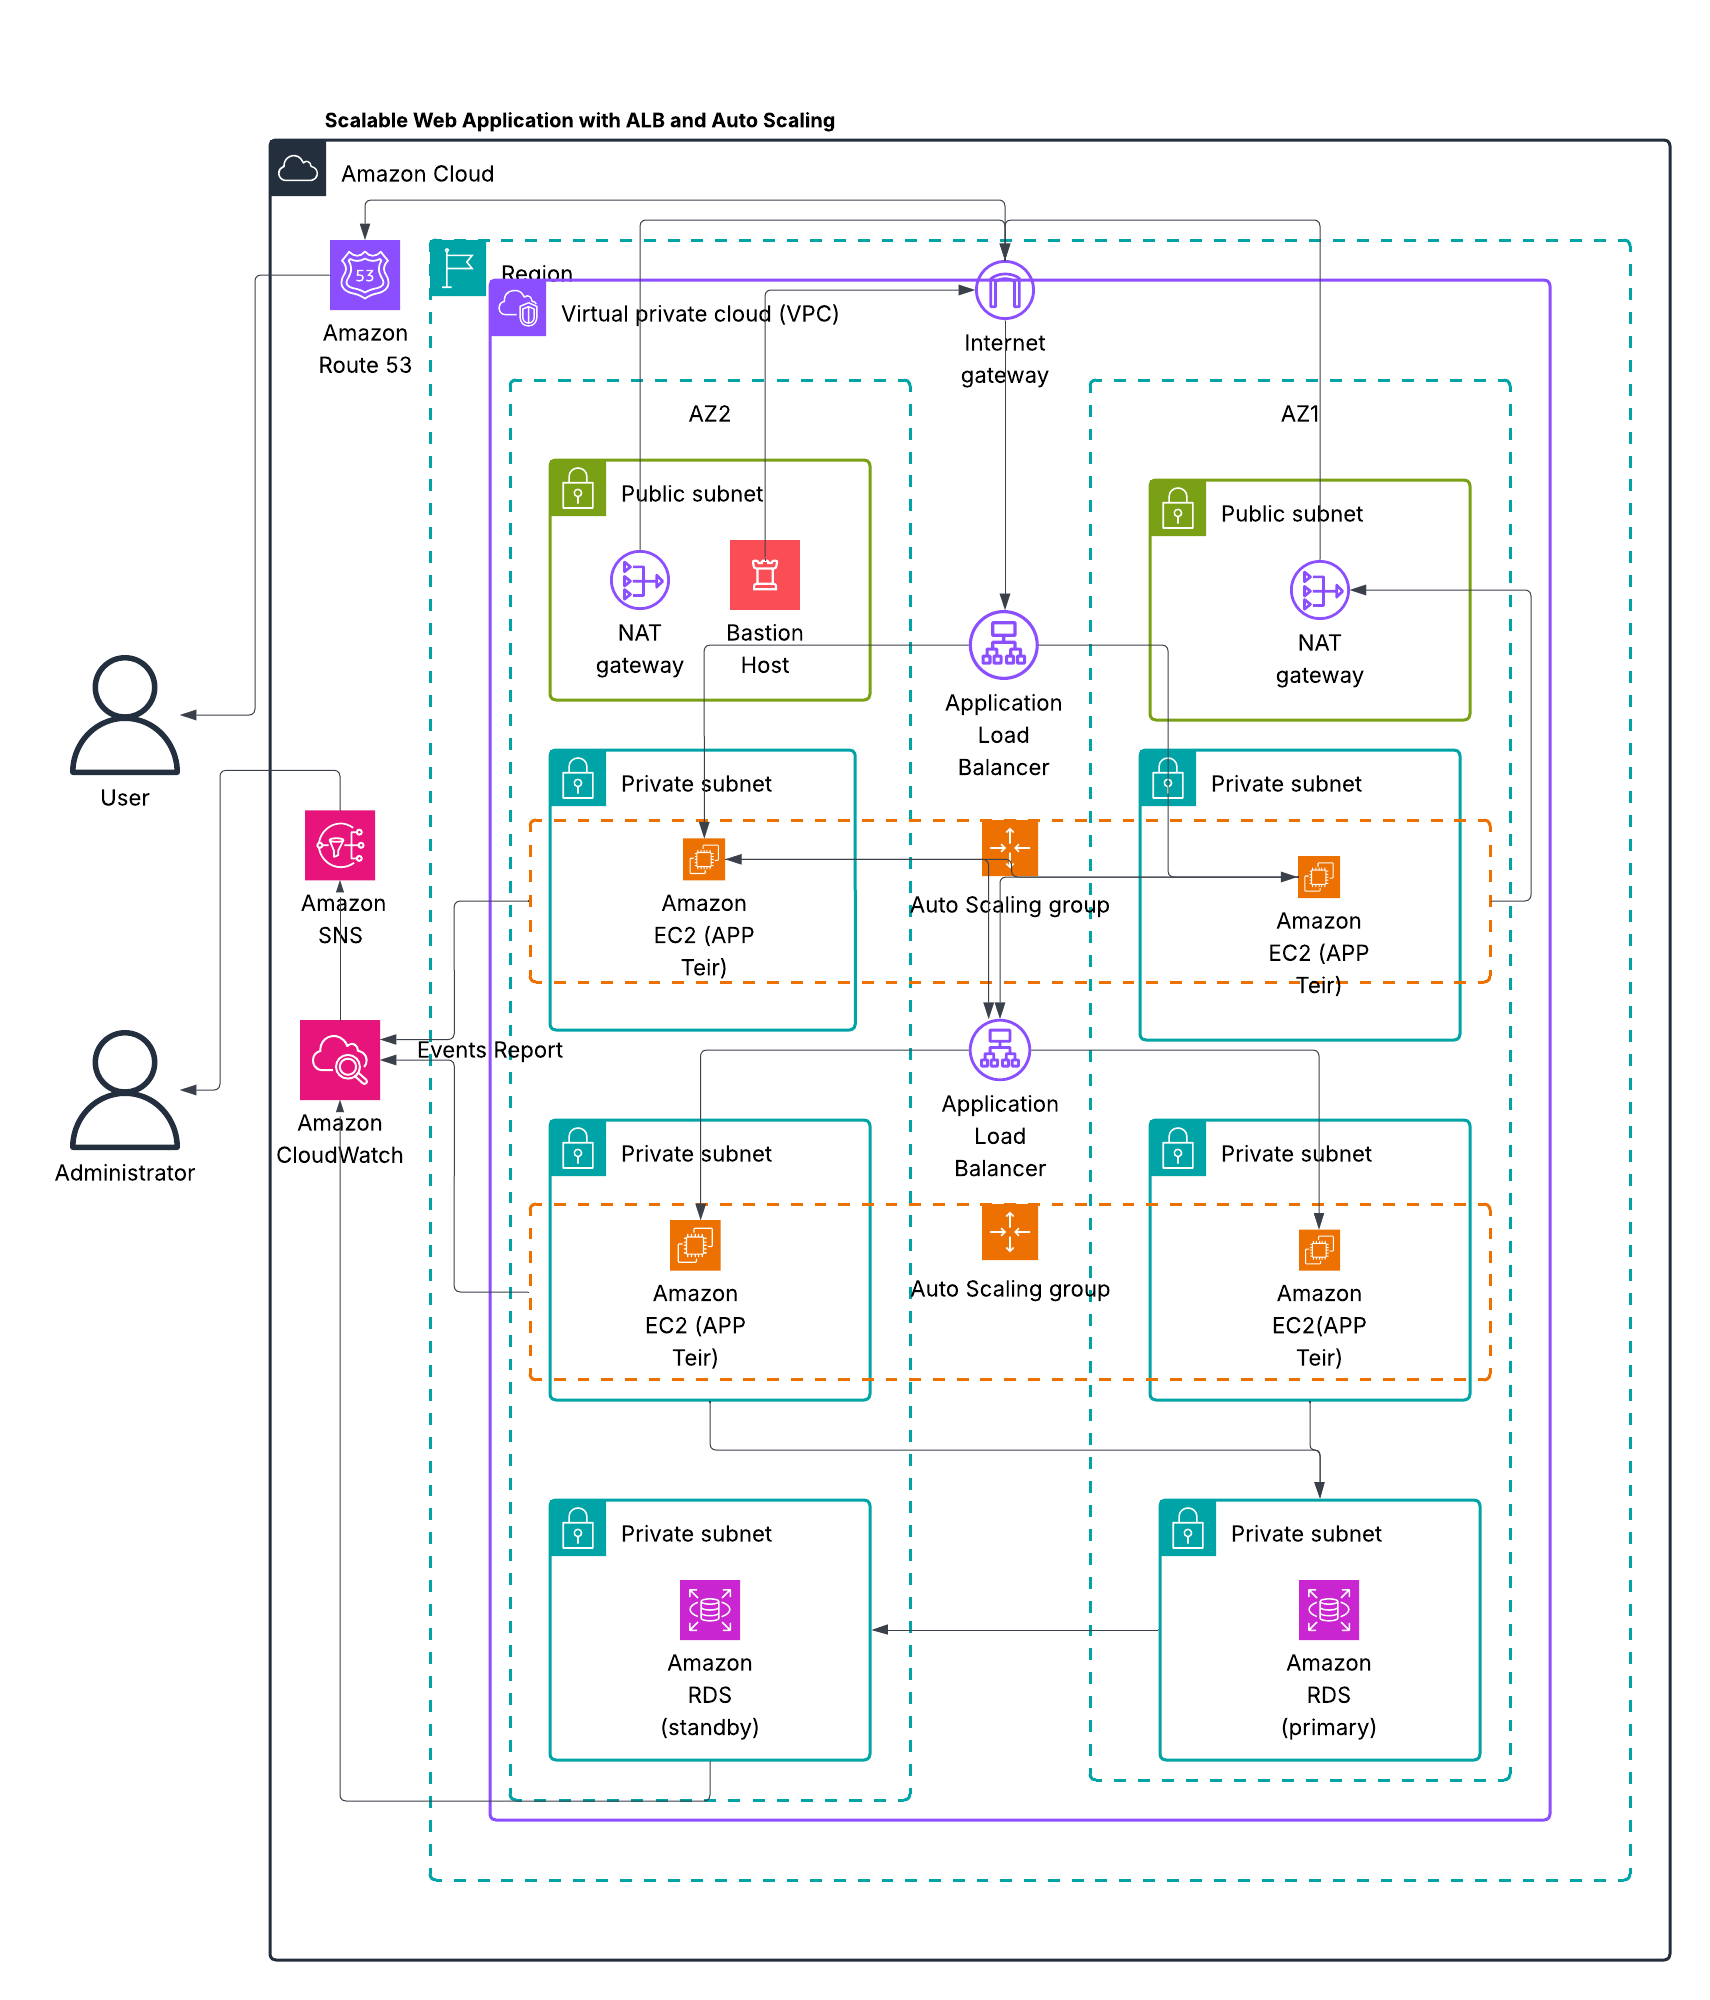 Scalable Web Application with ALB and Auto Scaling
Amazon Cloud
53
Amazon
Route 53
Region
Virtual private cloud (VPC)
Internet
gateway
AZ2
AZ1
Public subnet
Public subnet
NAT
gateway
Bastion
Host
NAT
gateway
Application
Load
Balancer
User
Private subnet
Private subnet
Amazon
SNS
Amazon
EC2 (APP
Teir)
Auto Scaling group
Amazon
EC2 (APP
Teir)
Events Report
Amazon
CloudWatch
Administrator
Application
Load
Balancer
Private subnet
Private subnet
Amazon
EC2 (APP
Teir)
Auto Scaling group
Amazon
EC2(APP
Teir)
Private subnet
Private subnet
Amazon
RDS
(standby)
Amazon
RDS
(primary)